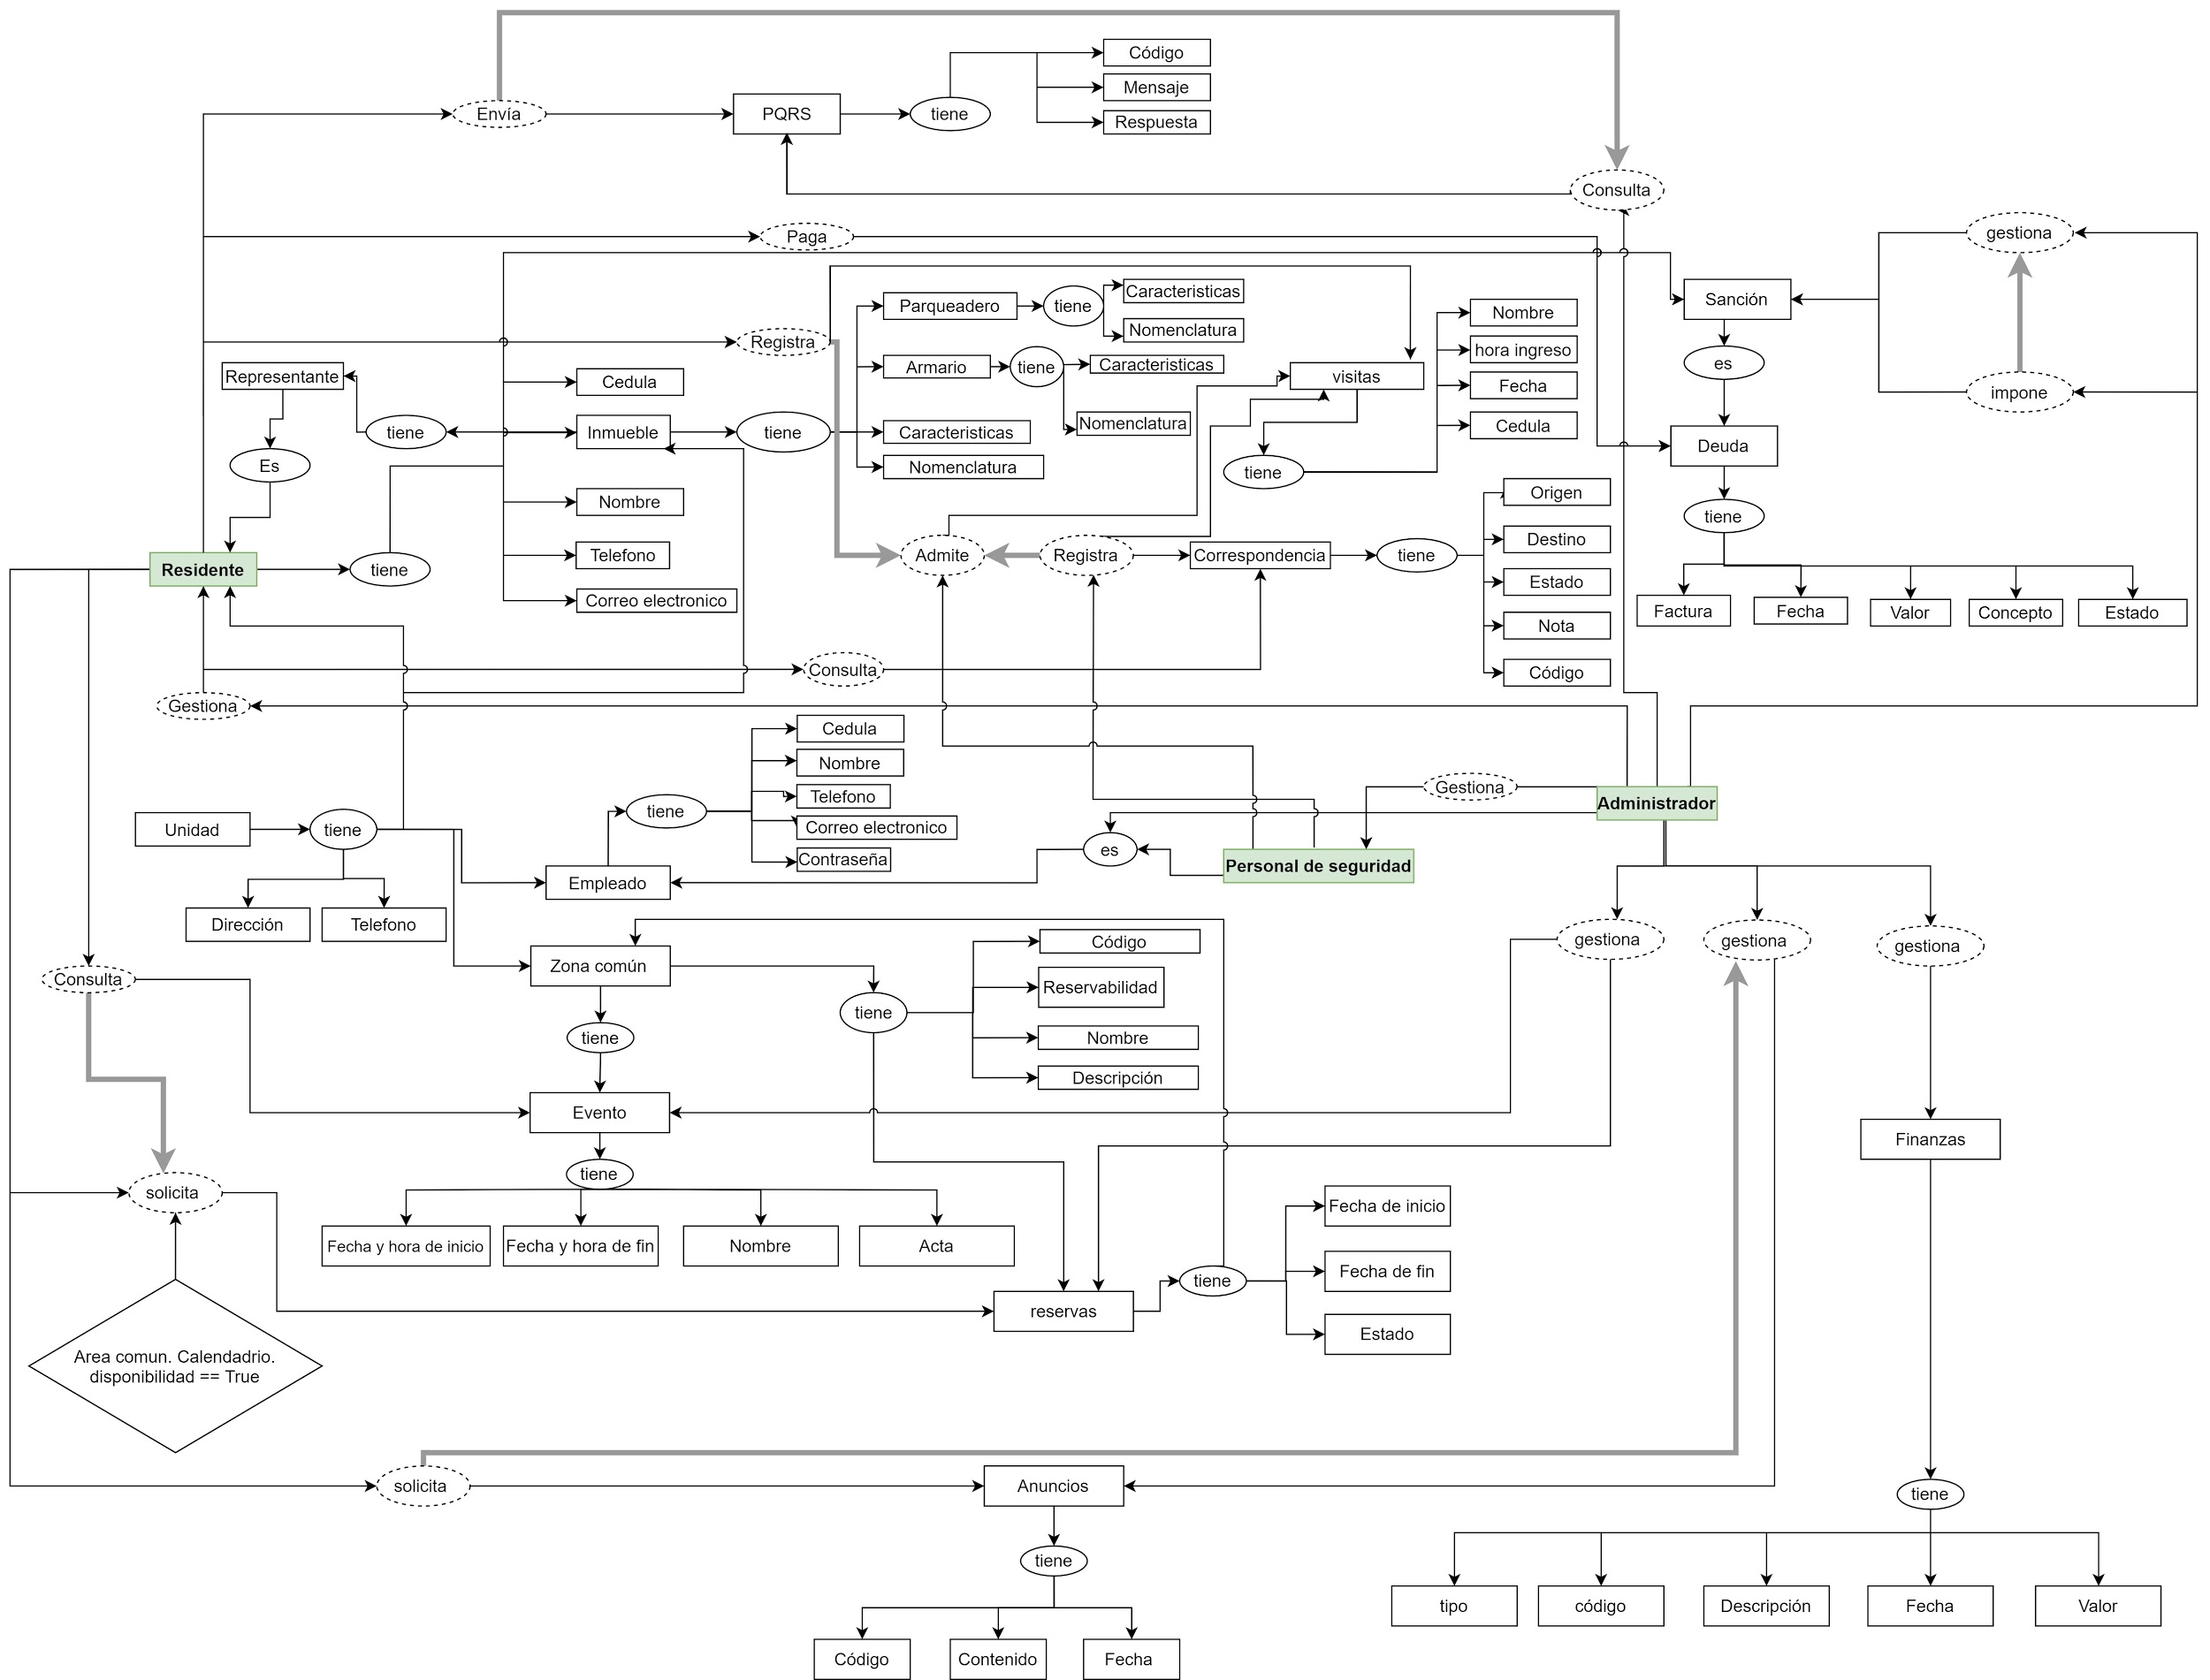 Código
Mensaje
Envía
PQRS
tiene
Respuesta
Consulta
Paga
gestiona
Caracteristicas
Sanción
Parqueadero
tiene
Nombre
Nomenclatura
Registra
hora ingreso
es
Caracteristicas
Armario
tiene
Representante
visitas
Cedula
Fecha
impone
Nomenclatura
Cedula
tiene
Inmueble
tiene
Caracteristicas
Deuda
Es
Nomenclatura
tiene
Origen
Nombre
tiene
Destino
Telefono
Admite
Registra
Correspondencia
tiene
Residente
tiene
Estado
Correo electronico
Factura
Fecha
Valor
Concepto
Estado
Nota
Consulta
Código
Gestiona
Cedula
Nombre
Gestiona
Telefono
Administrador
tiene
Unidad
tiene
Correo electronico
es
Contraseña
Personal de seguridad
Empleado
Dirección
Telefono
Código
gestiona
gestiona
gestiona
Zona común
Consulta
Reservabilidad
tiene
tiene
Nombre
Descripción
Evento
Finanzas
tiene
solicita
Fecha de inicio
Fecha y hora de inicio
Fecha y hora de fin
Nombre
Acta
Fecha de fin
tiene
reservas
Estado
Area comun. Calendadrio.
disponibilidad == True
solicita
Anuncios
tiene
tiene
tipo
código
Descripción
Fecha
Valor
Código
Contenido
Fecha